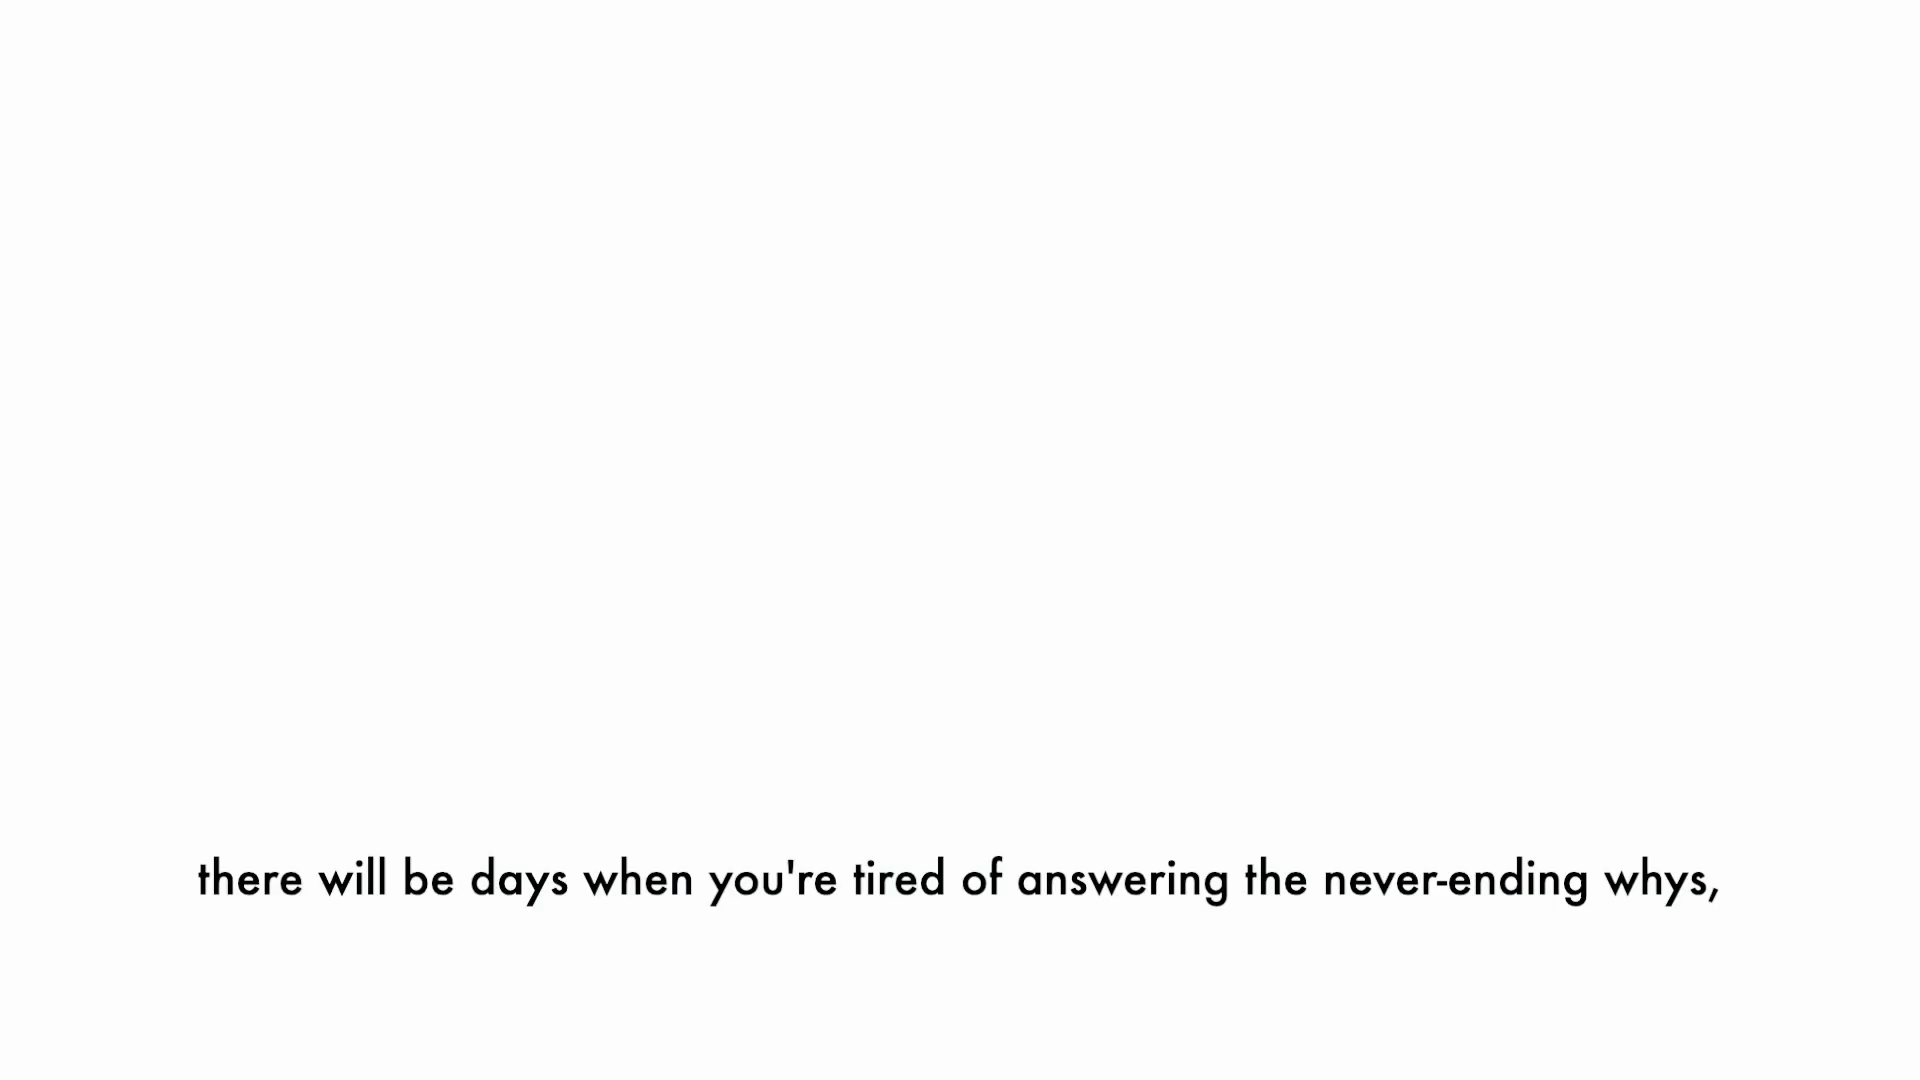 there will be days when you're tired of answering the never-ending whys,